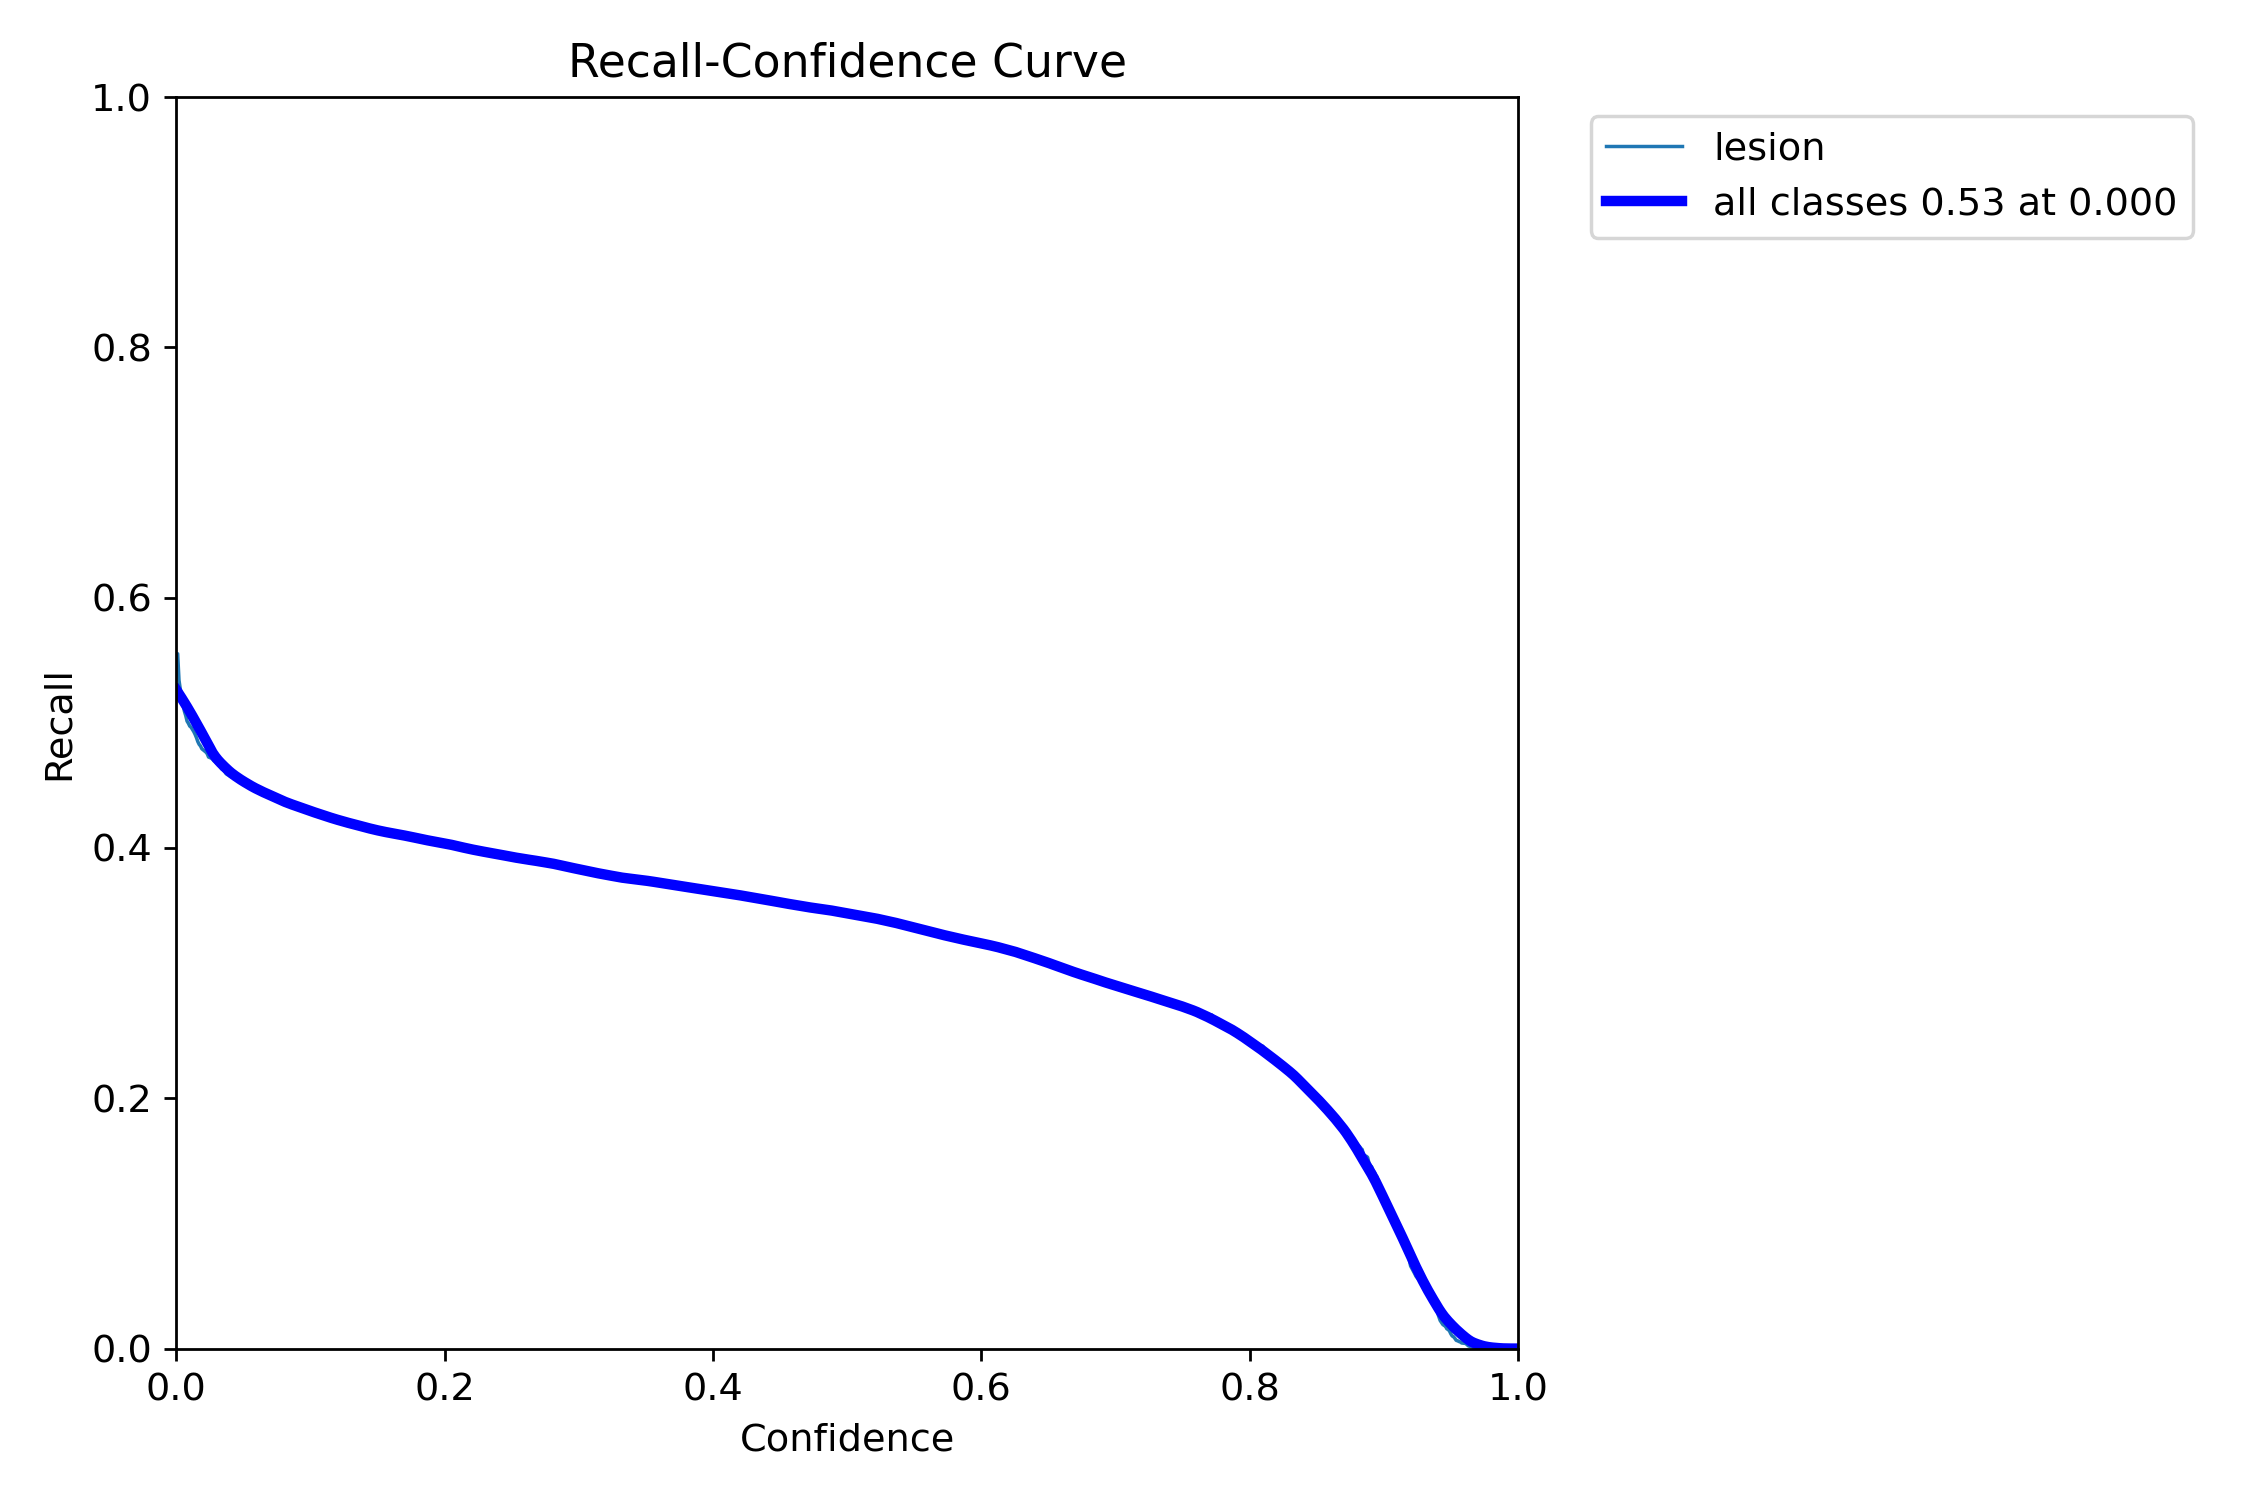 Recall-Confidence Curve
1.0
0.8
0.6
0.4
0.2
0.0
Recall
0.0 0.2 0.4 0.6 0.8 1.0
Confidence
lesion
all classes 0.53 at 0.000